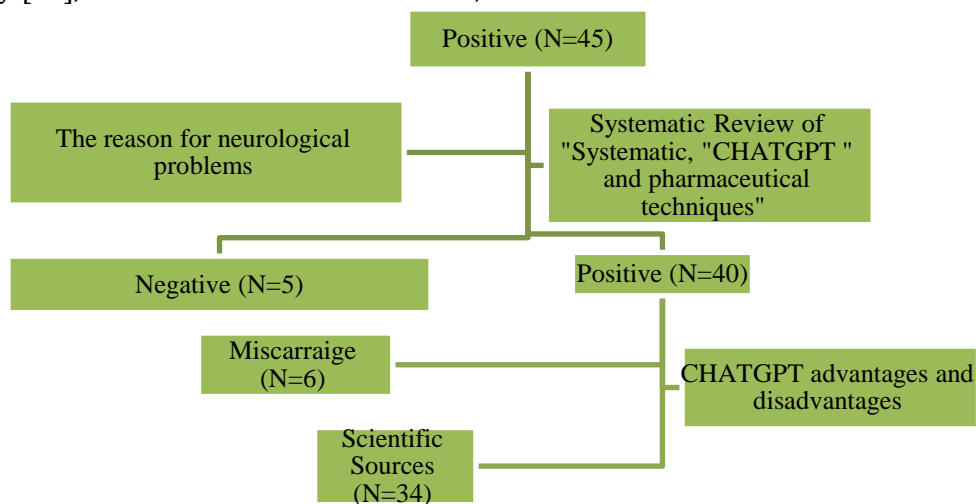 Positive (N=45)
The reason for neurological
problems
Systematic Review of
"Systematic, "CHATGPT "
and pharmaceutical
techniques"
Negative (N=5)
Positive (N=40)
Miscarraige
(N=6)
CHATGPT advantages and
disadvantages
Scientific
Sources
(N=34)